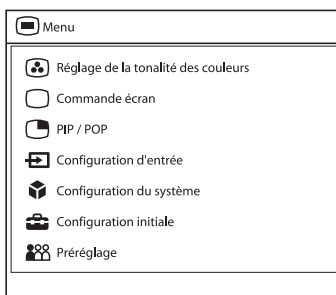 Menu
Réglage de la tonalité des couleurs
Commande écran
PIP / POP
Configuration d'entrée
Configuration du système
Configuration initiale
Préréglage